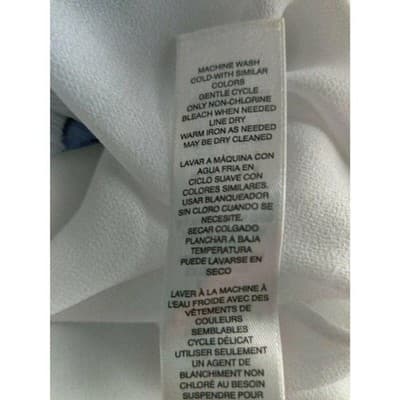 MACHINE WASH
COLD-WITH SIMILAR
COLORS
GENTLE CYCLE
ONLY NON-CHLORINE
BLEACH WHEN NEEDED
LINE DRY
WARM IRON AS NEEDED
MAY BE DRY CLEANED
LAVAR A MÁQUINA CON
AGUA FRIA EN
CICLO SUAVE CON
COLORES SIMILARES.
USAR BLANQUEADOR
SIN CLORO CUANDO SE
NECESITE.
SECAR COLGADO
PLANCHAR A BAJA
TEMPERATURA
PUEDE LAVARSE EN
SECO
LAVER À LA MACHINE À
L'EAU FROIDE AVEC DES
VÊTEMENTS DE
COULEURS
SEMBLABLES
CYCLE DÉLICAT
UTILISER SEULEMENT
UN AGENT DE
BLANCHIMENT NON
CHLORÉ AU BESOIN
SUSPENDRE POUR